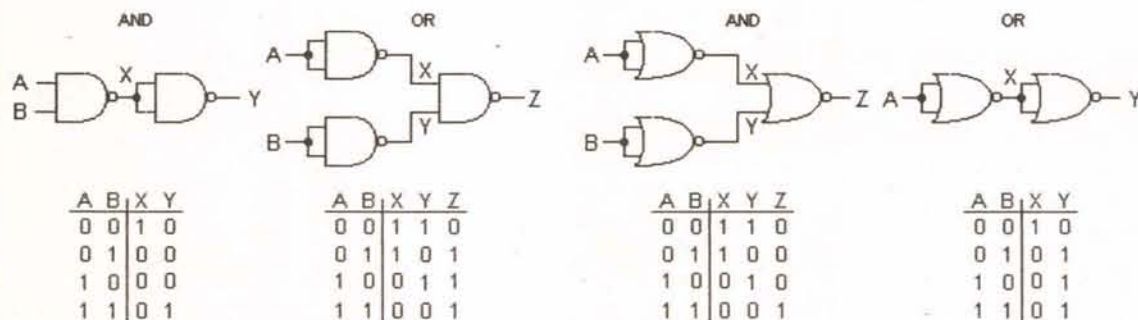 AND
OR
AND
OR
A
B
X
Y
A
B
X
Y
Z
A
B
X
Y
Z
A
X
Y
A B X Y
0 0 1 0
0 1 0 0
1 0 0 0
1 1 0 1
A B X Y Z
0 0 1 1 0
0 1 1 0 1
1 0 0 1 1
1 1 0 0 1
A B X Y Z
0 0 1 1 0
0 1 1 0 0
1 0 0 1 0
1 1 0 0 1
A B X Y
0 0 1 0
0 1 0 1
1 0 0 1
1 1 0 1